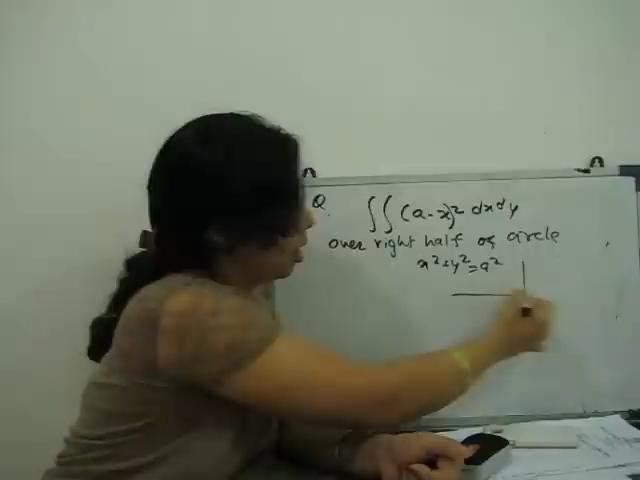 Q. ∫∫ (a-x)² dx dy
over right half of circle
x²+y²=a²